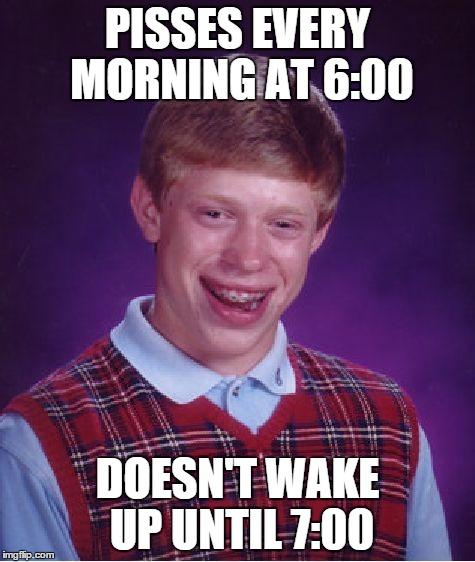 PISSES EVERY
MORNING AT 6:00
DOESN'T WAKE
UP UNTIL 7:00
imgflip.com